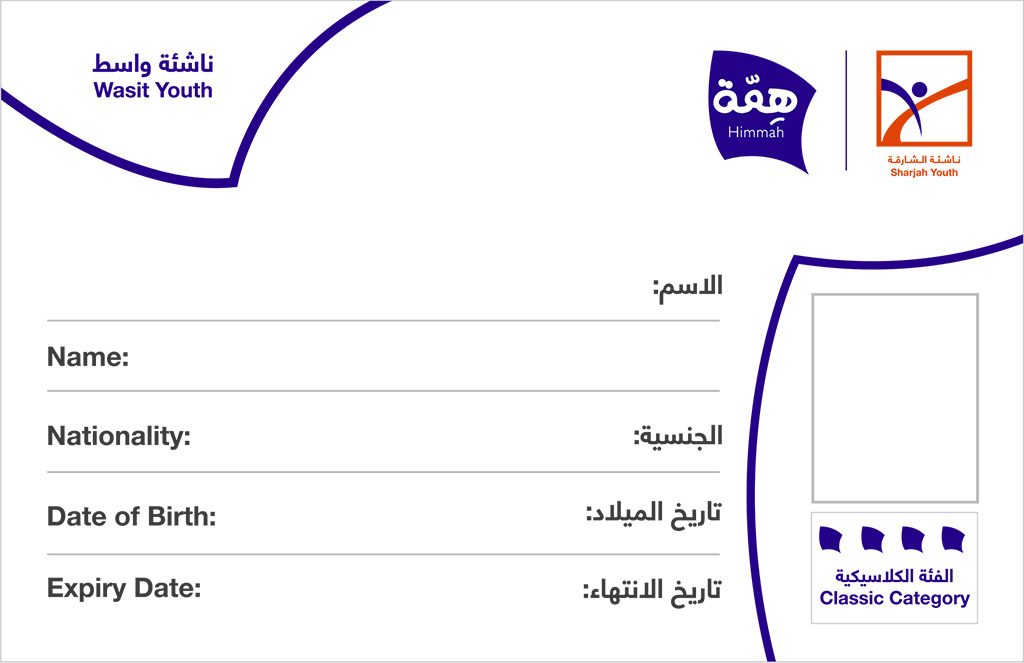 ناشئة واسط
Wasit Youth
همّة
Himmah
ناشئة الشارقة
Sharjah Youth
الاسم:
Name:
Nationality: الجنسية:
Date of Birth: تاريخ الميلاد:
Expiry Date: تاريخ الانتهاء:
الفئة الكلاسيكية
Classic Category